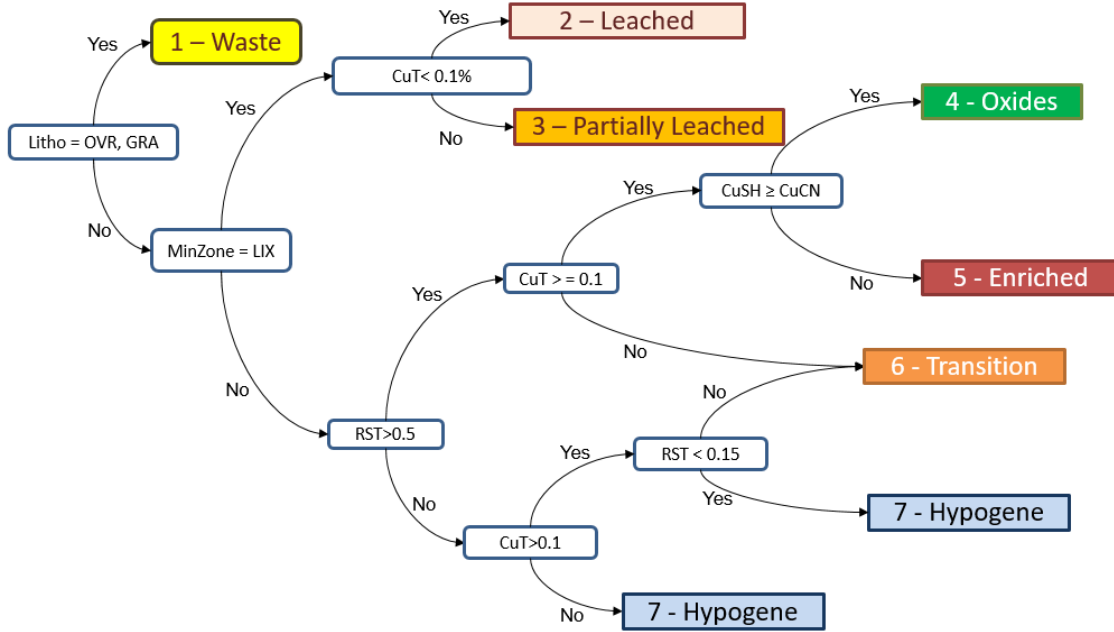 Yes
1 – Waste
Litho = OVR, GRA
No
MinZone = LIX
Yes
CuT< 0.1%
Yes
2 – Leached
No
3 – Partially Leached
No
RST>0.5
Yes
CuT > = 0.1
Yes
CuSH ≥ CuCN
Yes
4 - Oxides
No
5 - Enriched
No
6 - Transition
No
CuT>0.1
Yes
RST < 0.15
No
Yes
7 - Hypogene
No
7 - Hypogene